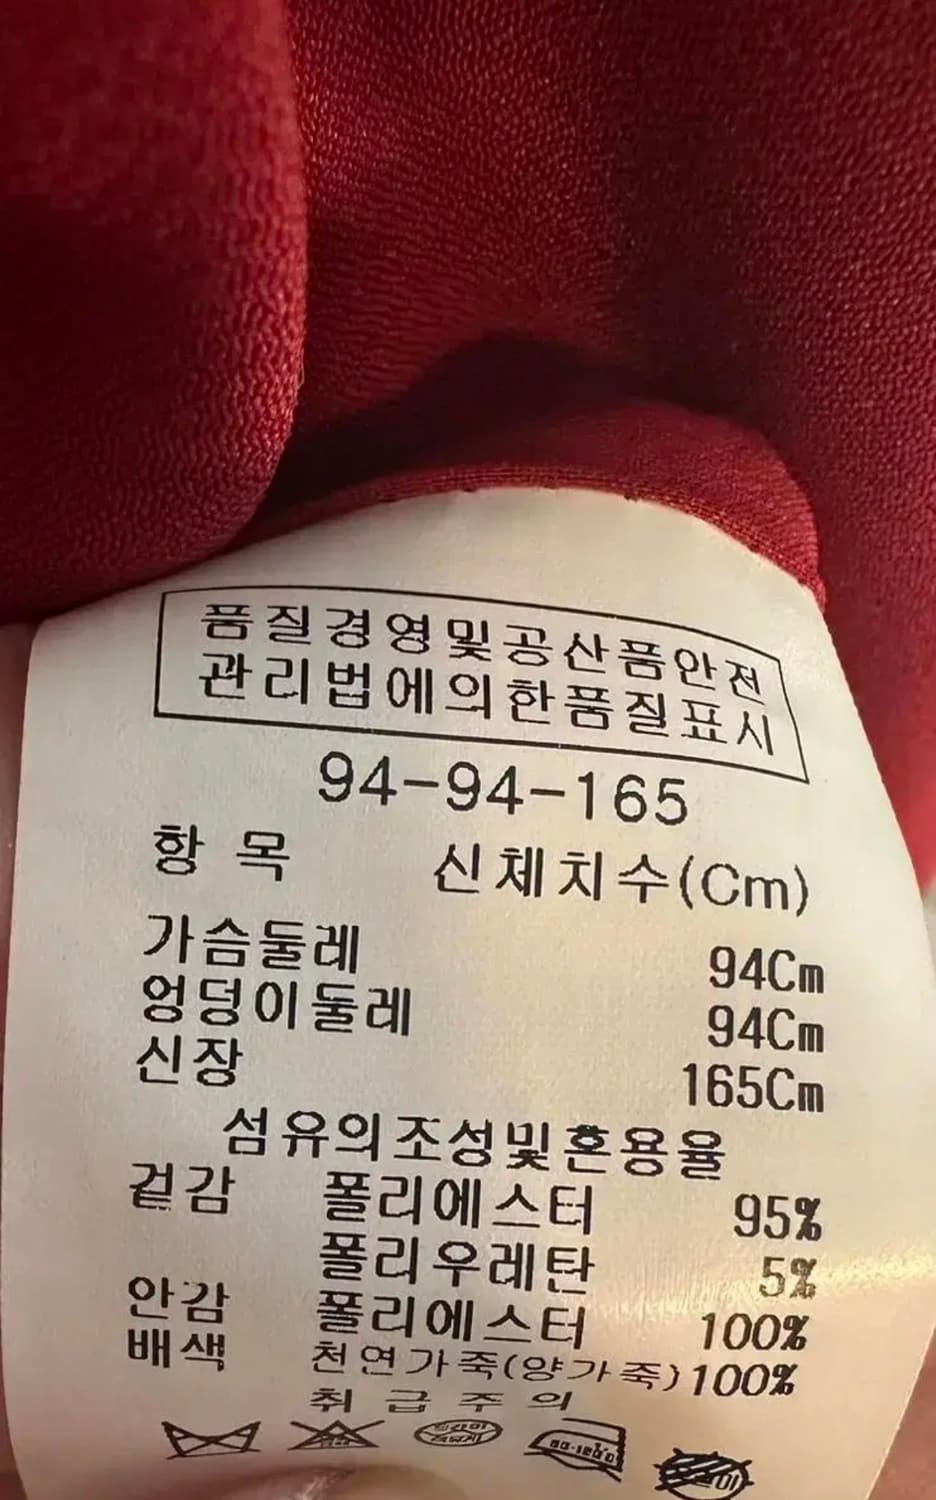 품질경영및공산품안전
관리법에의한품질표시
94-94-165
항 목 신체치수(Cm)
가슴둘레 94Cm
엉덩이둘레 94Cm
신장 165Cm
섬유의조성및혼용율
겉감 폴리에스터 95%
폴리우레탄 5%
안감 폴리에스터 100%
배색 천연가죽(양가죽)100%
취급주의